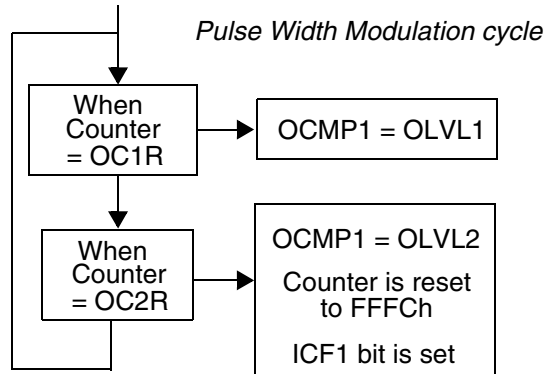 Pulse Width Modulation cycle
When
Counter
= OC1R
OCMP1 = OLVL1
When
Counter
= OC2R
OCMP1 = OLVL2
Counter is reset
to FFFCh
ICF1 bit is set